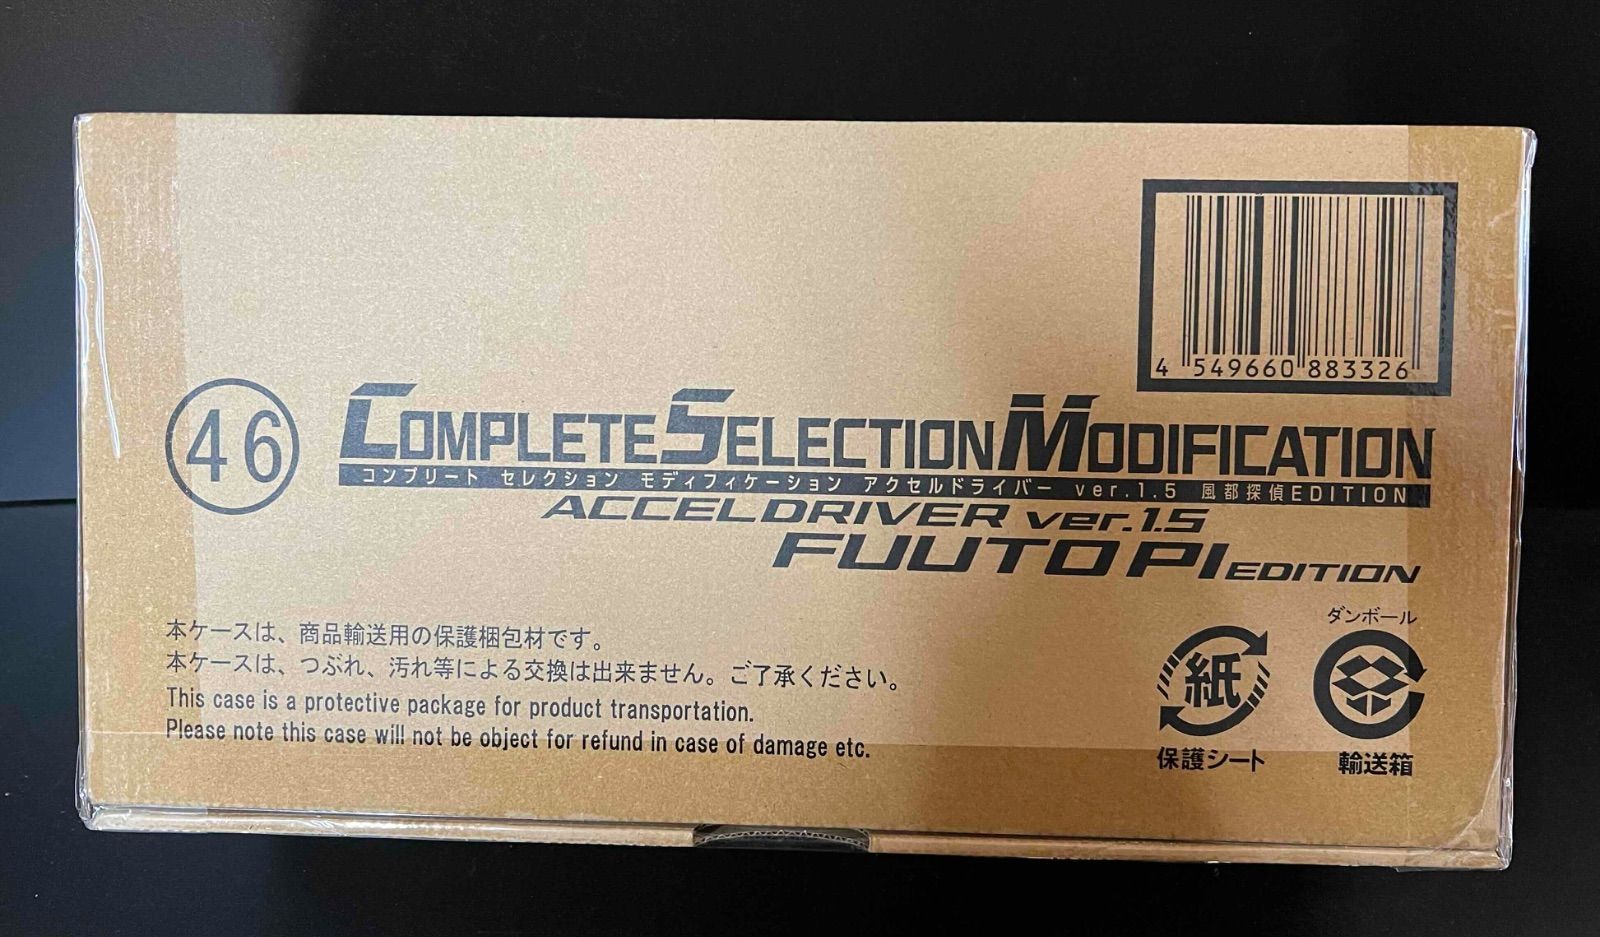 4 549660 883326
46
COMPLETE SELECTION MODIFICATION
コンプリート セレクション モディフィケーション アクセルドライバー ver.1.5 風都探偵EDITION
ACCELDRIVER ver.1.5
FUUTO PI EDITION
本ケースは、商品輸送用の保護梱包材です。
本ケースは、つぶれ、汚れ等による交換は出来ません。ご了承ください。
This case is a protective package for product transportation.
Please note this case will not be object for refund in case of damage etc.
紙
保護シート
ダンボール
輸送箱